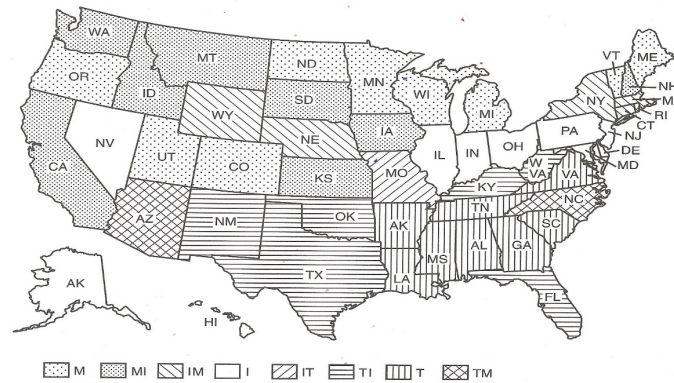 WA
MT
ND
MN
VT
ME
OR
ID
SD
WI
MI
NY
NH
M
RI
CT
WY
IA
NE
PA
NJ
NV
UT
CO
IL
IN
OH
DE
MD
CA
KS
MO
W
VA
VA
KY
AZ
NM
OK
TN
NC
AK
SC
MS
AL
GA
TX
LA
FL
AK
HI
M MI IM I IT TI T TM